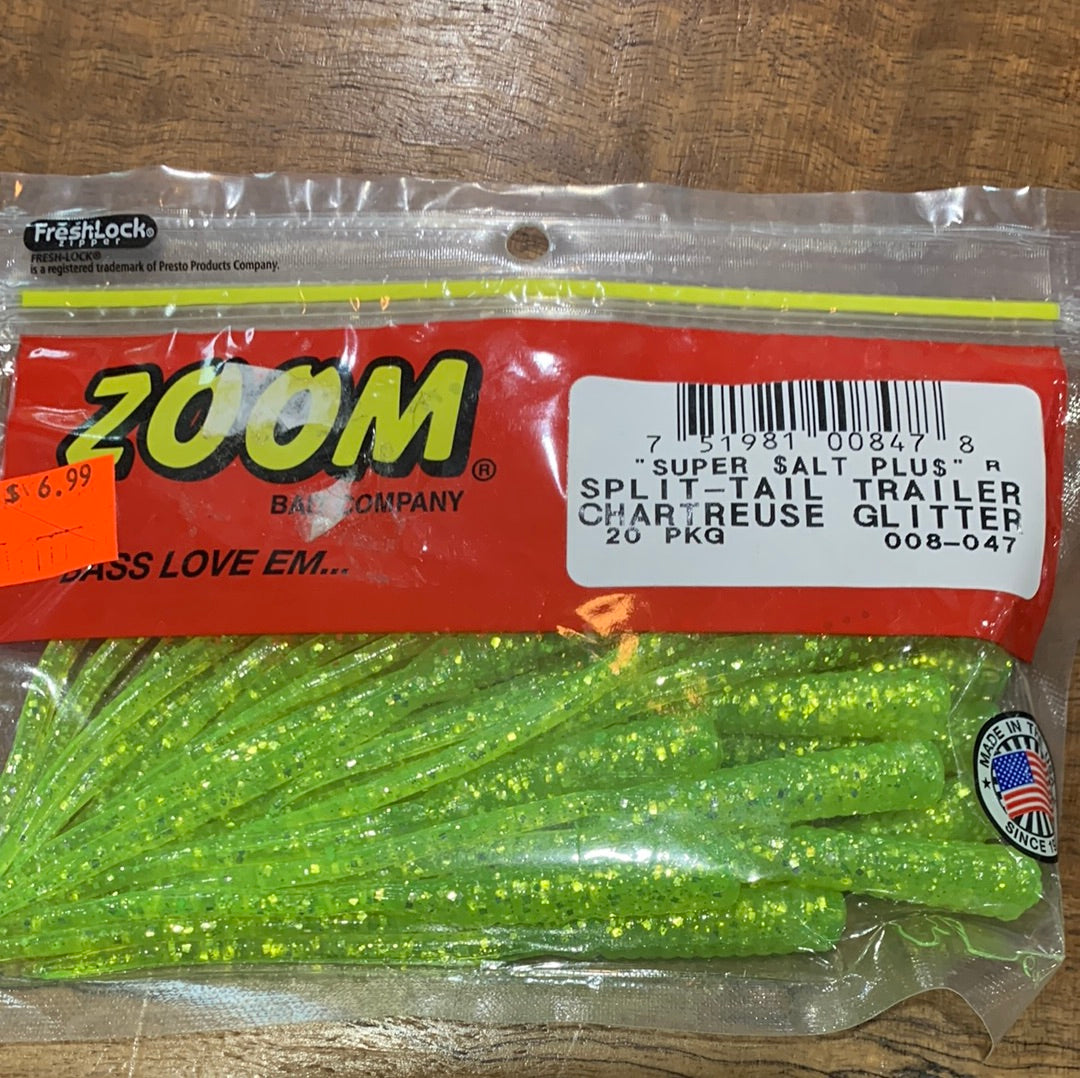 FreshLock®
zipper
FRESH-LOCK®
is a registered trademark of Presto Products Company.
ZOOM®
BAIT COMPANY
BASS LOVE EM...
$ 6.99
7 51981 00847 8
"SUPER $ALT PLU$" R
SPLIT-TAIL TRAILER
CHARTREUSE GLITTER
20 PKG 008-047
MADE IN
SINCE